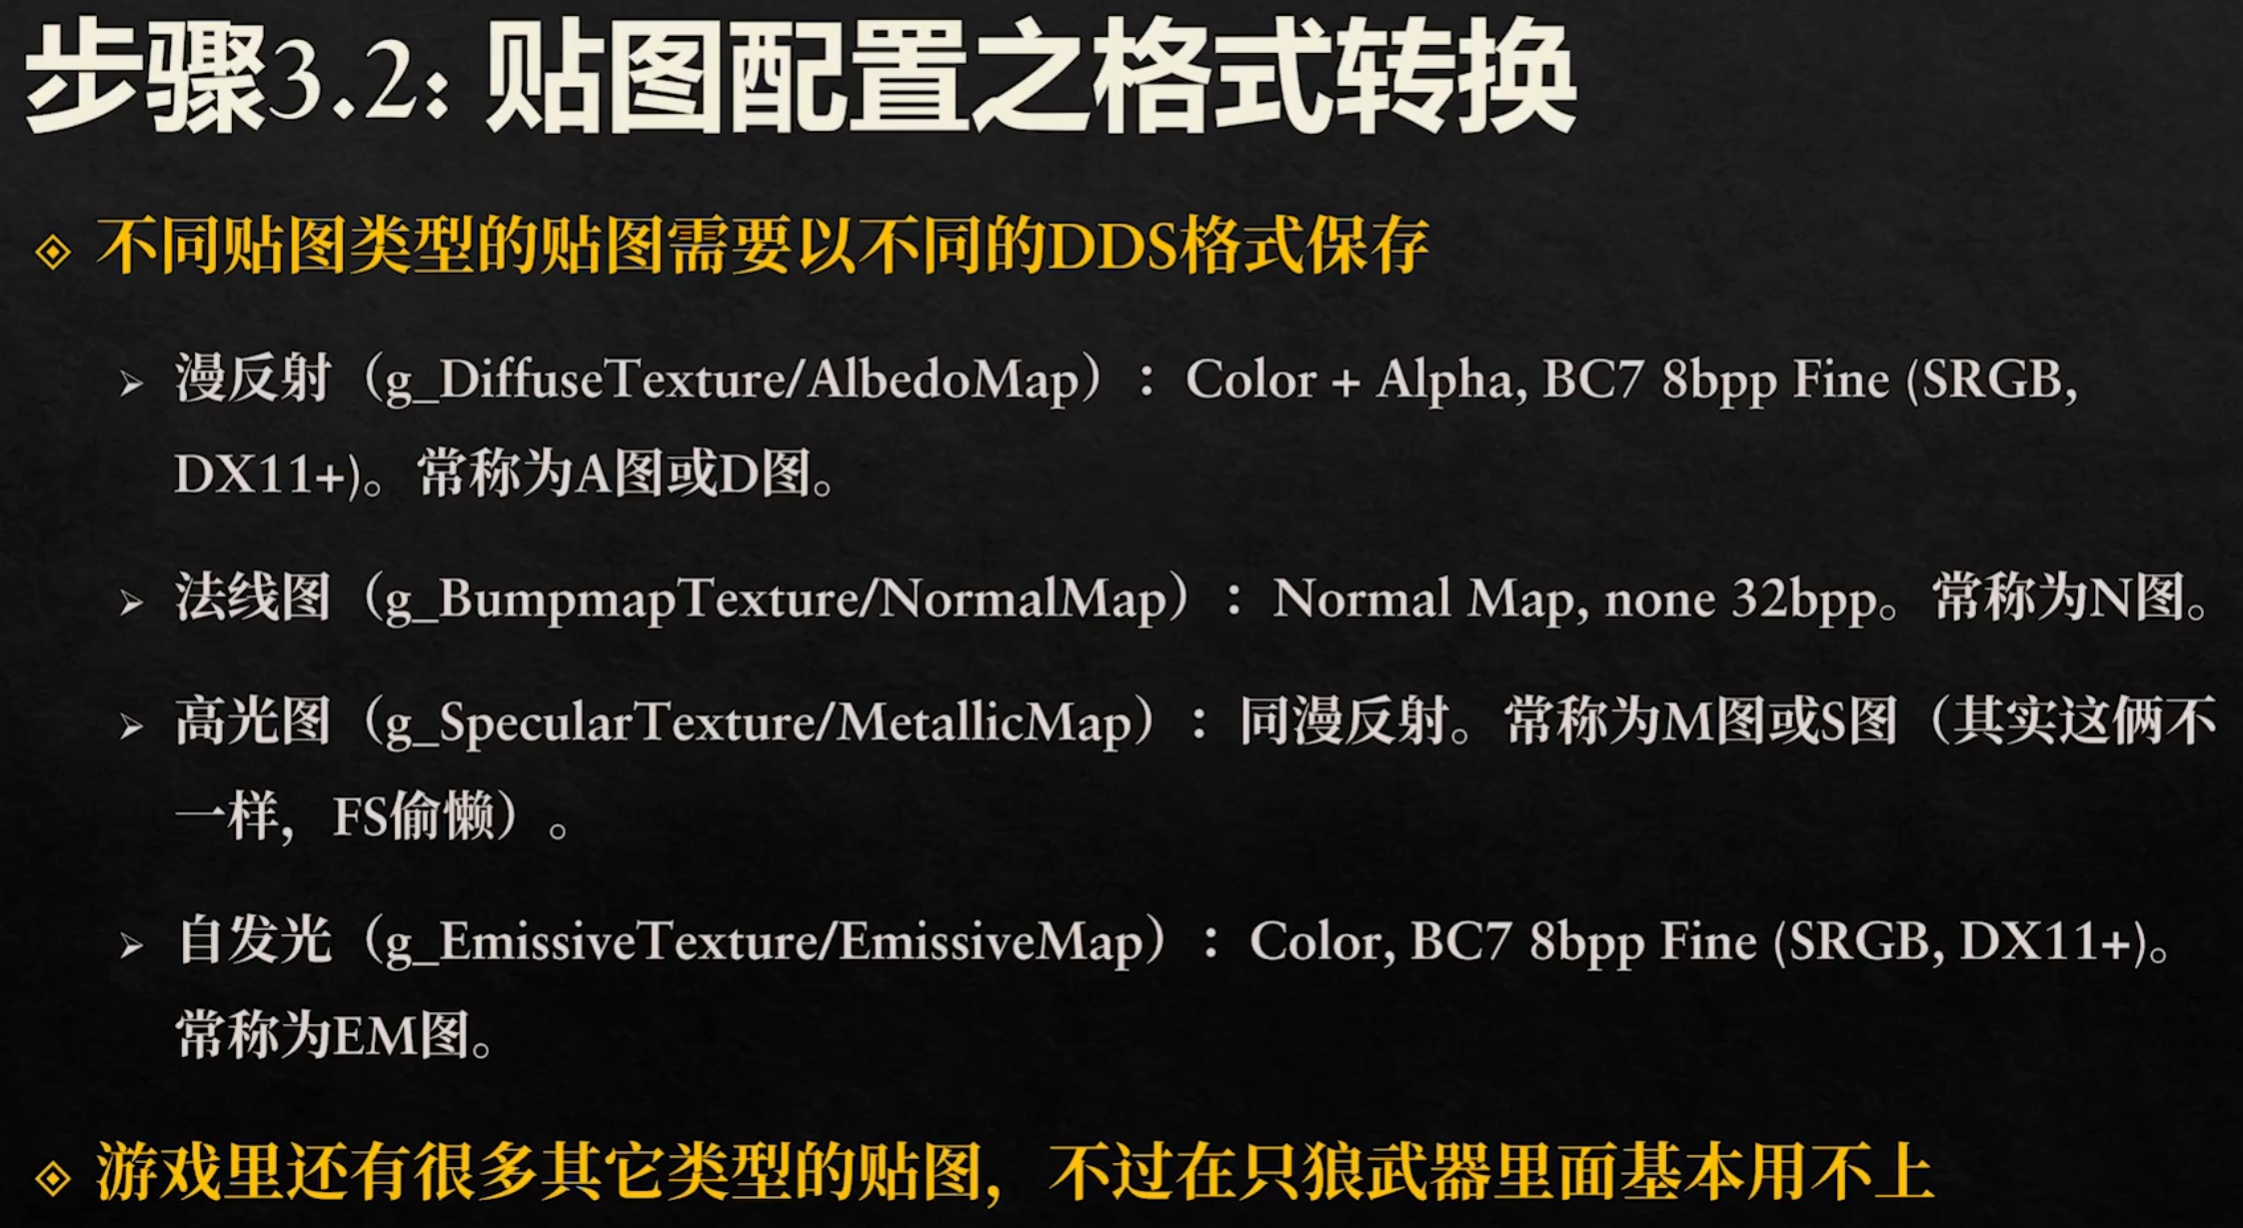 步骤3.2: 贴图配置之格式转换
不同贴图类型的贴图需要以不同的DDS格式保存
漫反射（g_DiffuseTexture/AlbedoMap）：Color + Alpha, BC7 8bpp Fine (SRGB,
DX11+)。常称为A图或D图。
法线图（g_BumpmapTexture/NormalMap）：Normal Map, none 32bpp。常称为N图。
高光图（g_SpecularTexture/MetallicMap）：同漫反射。常称为M图或S图（其实这俩不
一样，FS偷懒）。
自发光（g_EmissiveTexture/EmissiveMap）：Color, BC7 8bpp Fine (SRGB, DX11+)。
常称为EM图。
游戏里还有很多其它类型的贴图，不过在只狼武器里面基本用不上